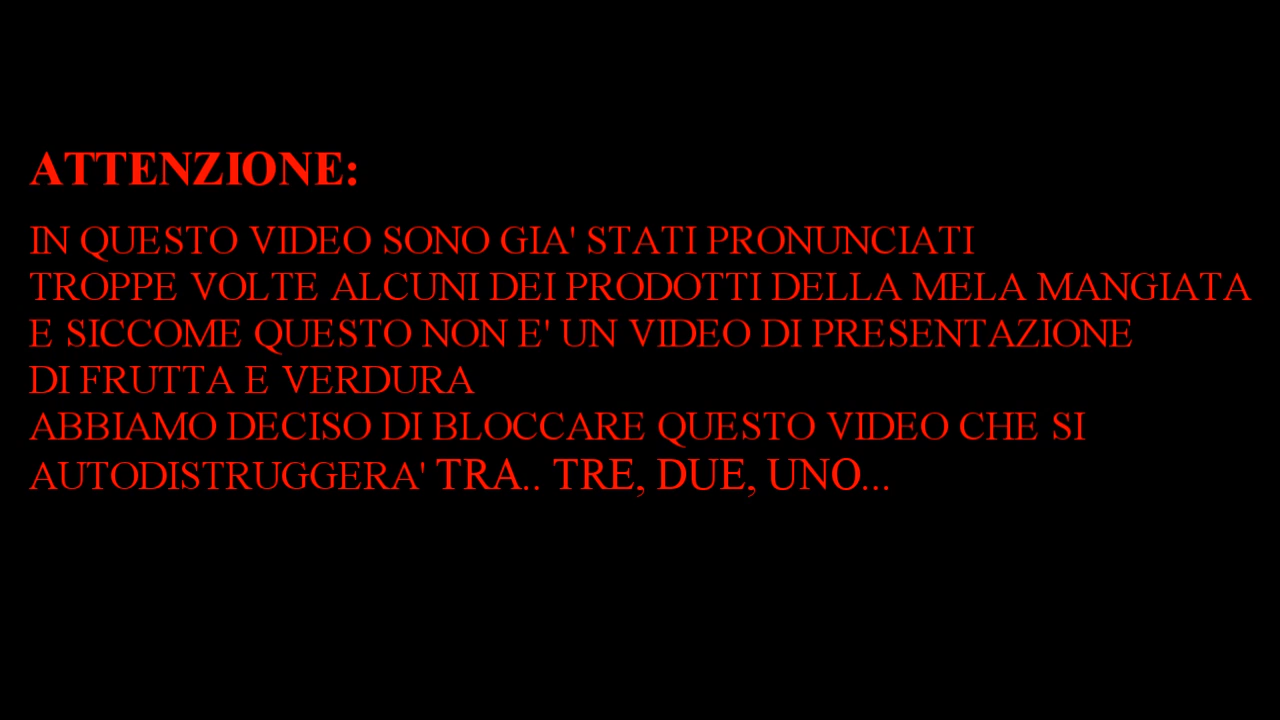 ATTENZIONE:
IN QUESTO VIDEO SONO GIA' STATI PRONUNCIATI
TROPPE VOLTE ALCUNI DEI PRODOTTI DELLA MELA MANGIATA
E SICCOME QUESTO NON E' UN VIDEO DI PRESENTAZIONE
DI FRUTTA E VERDURA
ABBIAMO DECISO DI BLOCCARE QUESTO VIDEO CHE SI
AUTODISTRUGGERA' TRA.. TRE, DUE, UNO...